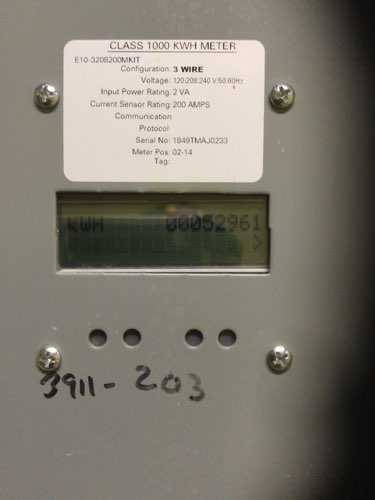 CLASS 1000 KWH METER
E10-3208200MKIT
Configuration: 3 WIRE
Voltage: 120:208:240 V:50:60Hz
Input Power Rating: 2 VA
Current Sensor Rating: 200 AMPS
Communication
Protocol:
Serial No: 1849TMAJ0233
Meter Pos: 02-14
Tag:
kWH 00052961
>
3911-203